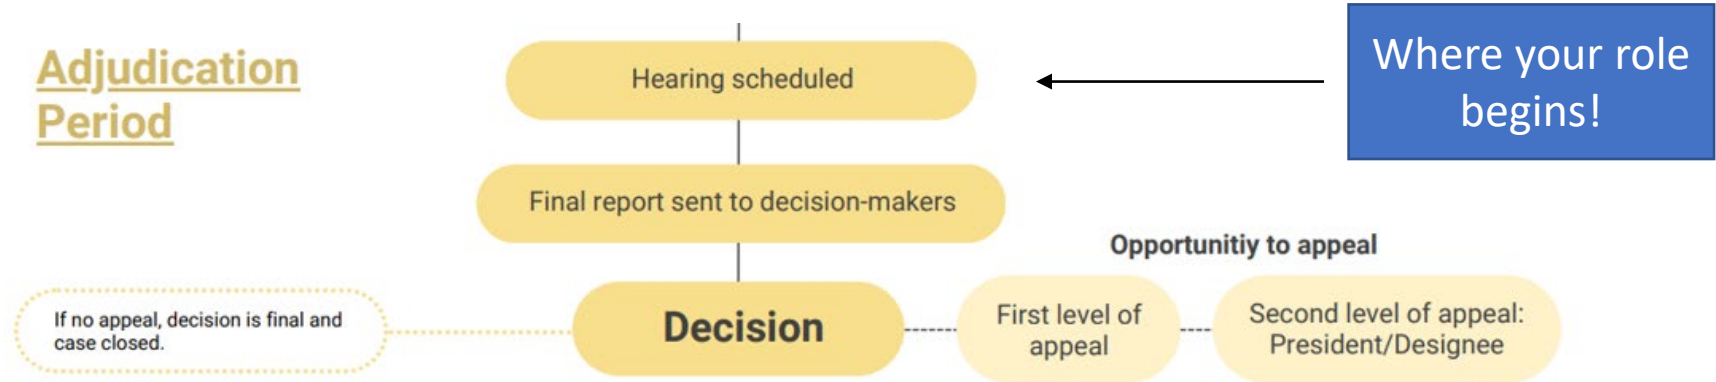 Adjudication
Period
Hearing scheduled
Where your role
begins!
Final report sent to decision-makers
Opportunitiy to appeal
If no appeal, decision is final and
case closed.
Decision
First level of
appeal
Second level of appeal:
President/Designee